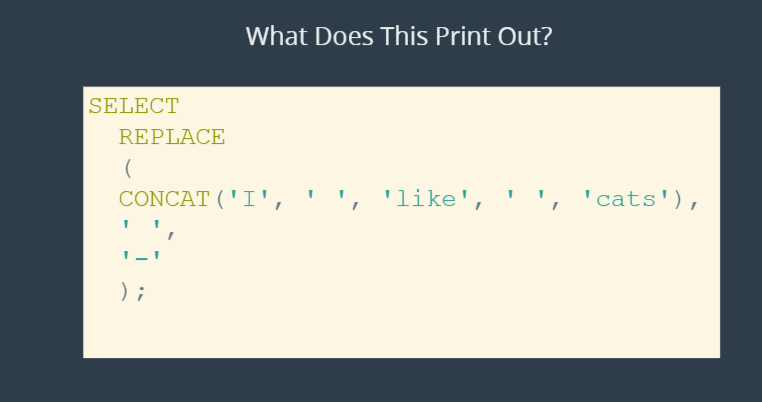 What Does This Print Out?
SELECT
REPLACE
(
CONCAT('I', ' ', 'like', ' ', 'cats'),
' ',
'-'
);